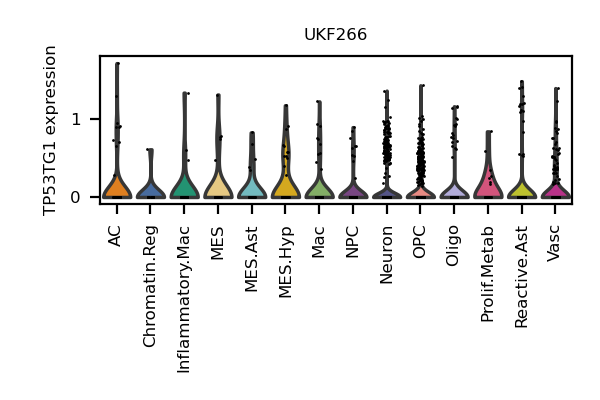 UKF266
TP53TG1 expression
1
0
AC
Chromatin.Reg
Inflammatory.Mac
MES
MES.Ast
MES.Hyp
Mac
NPC
Neuron
OPC
Oligo
Prolif.Metab
Reactive.Ast
Vasc